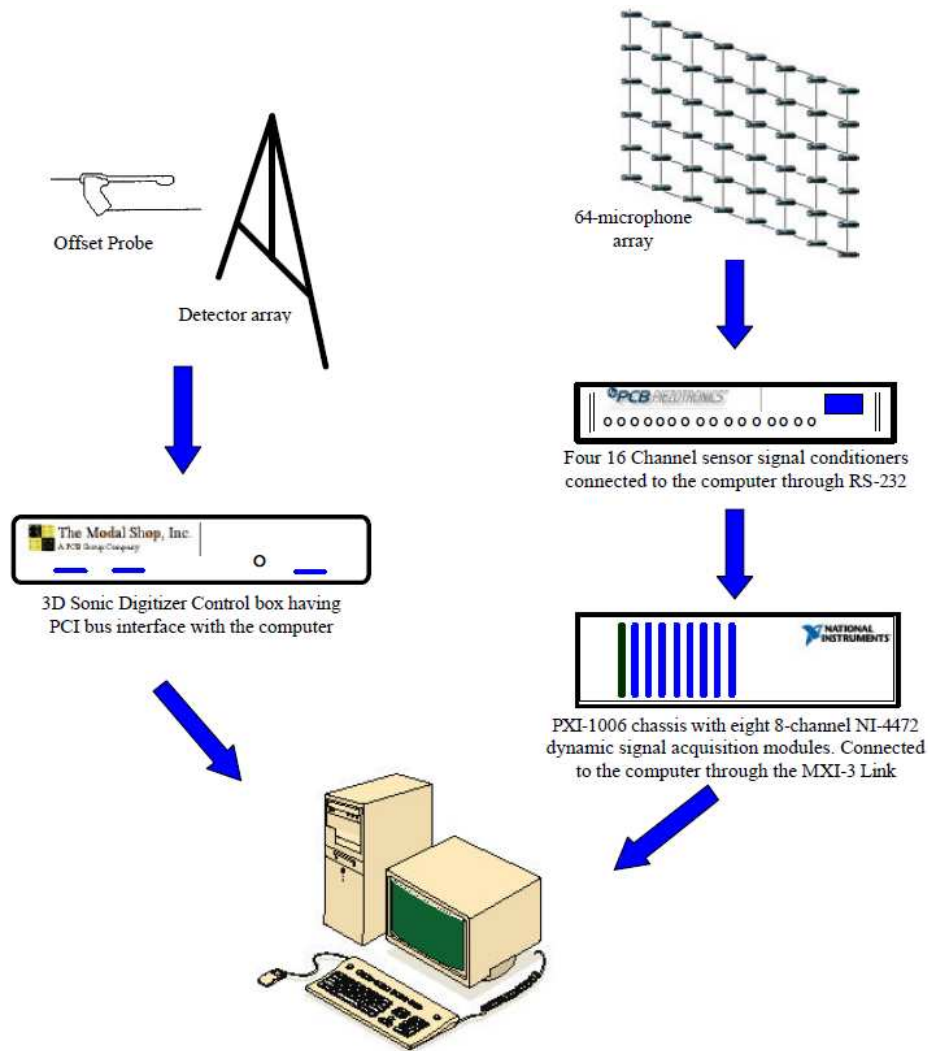 Offset Probe
Detector array
64-microphone
array
PCB PIEZOTRONICS
Four 16 Channel sensor signal conditioners
connected to the computer through RS-232
The Modal Shop, Inc.
A PCB Group Company
3D Sonic Digitizer Control box having
PCI bus interface with the computer
NATIONAL
INSTRUMENTS
PXI-1006 chassis with eight 8-channel NI-4472
dynamic signal acquisition modules. Connected
to the computer through the MXI-3 Link